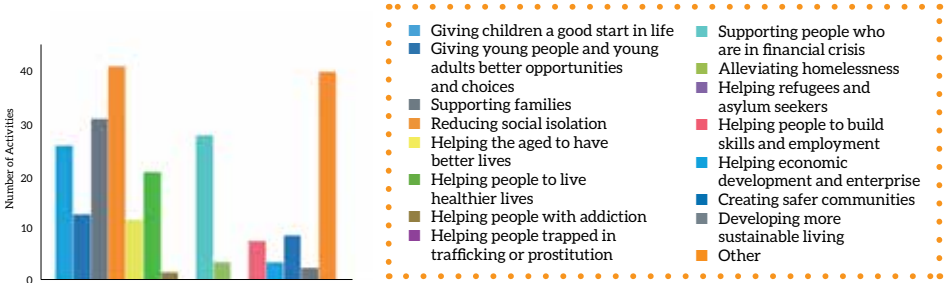 Number of Activities
40
30
20
10
0
Giving children a good start in life
Giving young people and young
adults better opportunities
and choices
Supporting families
Reducing social isolation
Helping the aged to have
better lives
Helping people to live
healthier lives
Helping people with addiction
Helping people trapped in
trafficking or prostitution
Supporting people who
are in financial crisis
Alleviating homelessness
Helping refugees and
asylum seekers
Helping people to build
skills and employment
Helping economic
development and enterprise
Creating safer communities
Developing more
sustainable living
Other